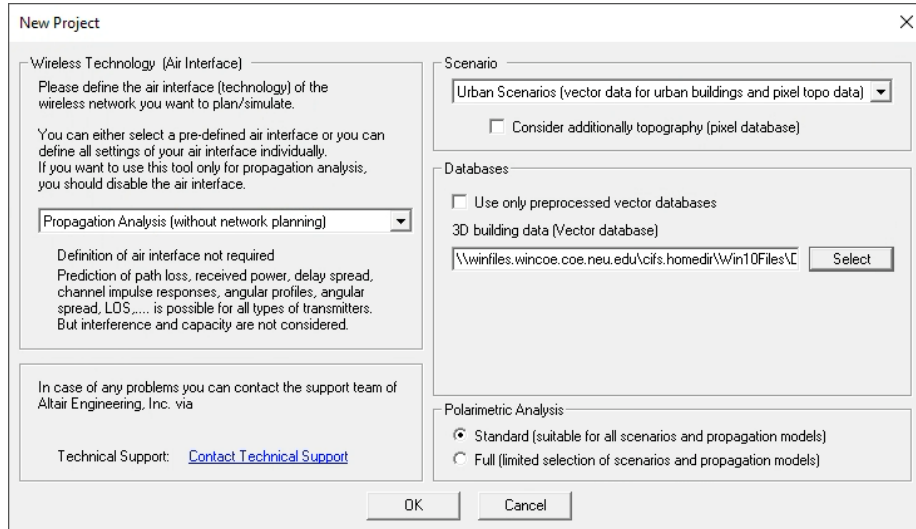 New Project
Wireless Technology (Air Interface)
Please define the air interface (technology) of the
wireless network you want to plan/simulate.
You can either select a pre-defined air interface or you can
define all settings of your air interface individually.
If you want to use this tool only for propagation analysis,
you should disable the air interface.
Propagation Analysis (without network planning)
Definition of air interface not required
Prediction of path loss, received power, delay spread,
channel impulse responses, angular profiles, angular
spread, LOS,.... is possible for all types of transmitters.
But interference and capacity are not considered.
In case of any problems you can contact the support team of
Altair Engineering, Inc. via
Technical Support: Contact Technical Support
Scenario
Urban Scenarios (vector data for urban buildings and pixel topo data)
Consider additionally topography (pixel database)
Databases
Use only preprocessed vector databases
3D building data (Vector database)
\\winfiles.wincoe.coe.neu.edu\cifs.homedir\Win10Files\D
Select
Polarimetric Analysis
Standard (suitable for all scenarios and propagation models)
Full (limited selection of scenarios and propagation models)
OK
Cancel